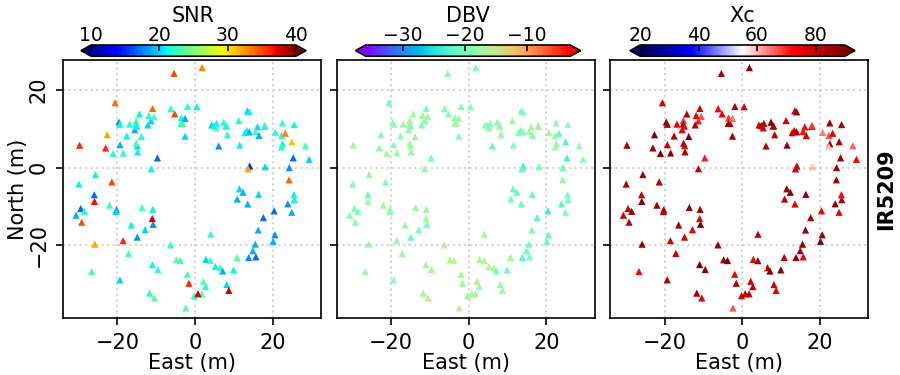 SNR DBV Xc
10 20 30 40 −30 −20 −10 20 40 60 80
20
0
−20
North (m)
IR5209
−20 0 20 −20 0 20 −20 0 20
East (m) East (m) East (m)